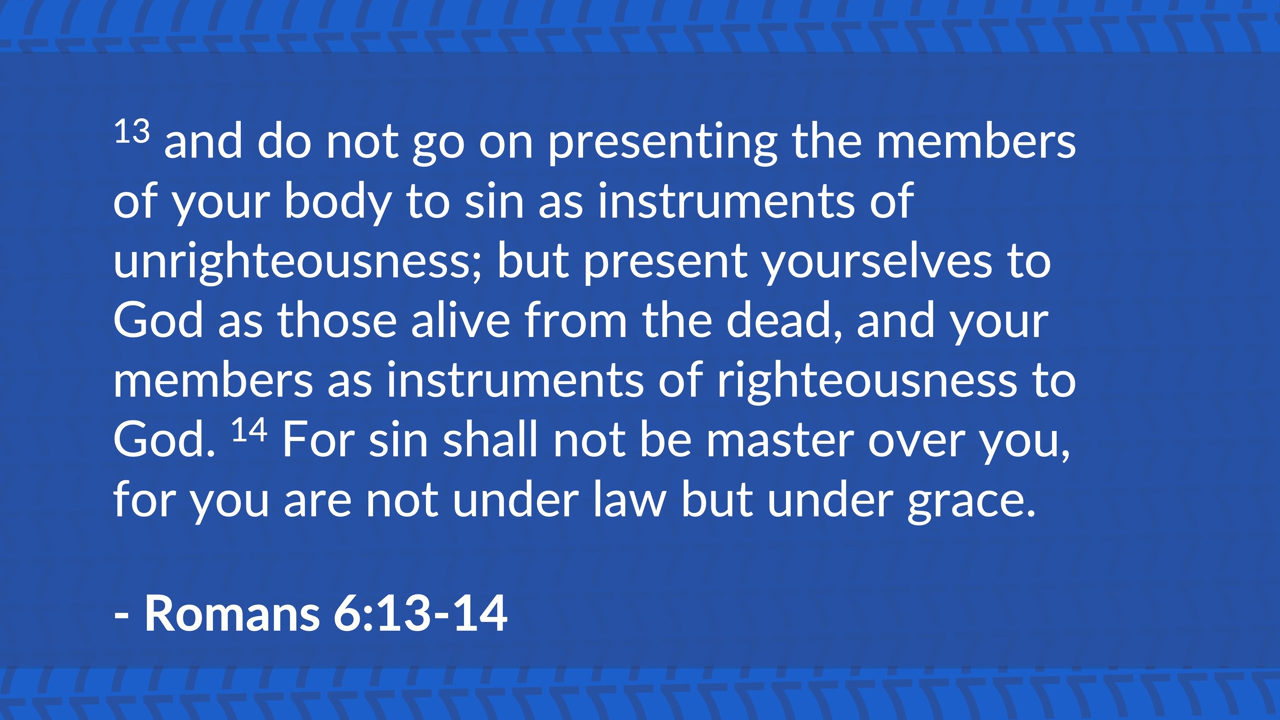 13 and do not go on presenting the members
of your body to sin as instruments of
unrighteousness; but present yourselves to
God as those alive from the dead, and your
members as instruments of righteousness to
God. 14 For sin shall not be master over you,
for you are not under law but under grace.
- Romans 6:13-14